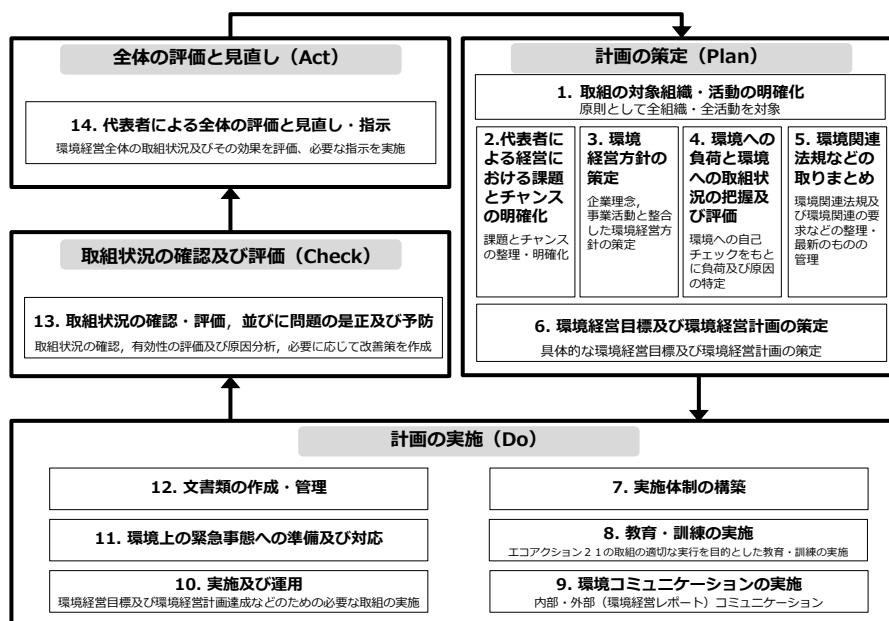 全体の評価と見直し（Act）
14. 代表者による全体の評価と見直し・指示
環境経営全体の取組状況及びその効果を評価、必要な指示を実施
取組状況の確認及び評価（Check）
13. 取組状況の確認・評価，並びに問題の是正及び予防
取組状況の確認，有効性の評価及び原因分析，必要に応じて改善策を作成
計画の策定（Plan）
1. 取組の対象組織・活動の明確化
原則として全組織・全活動を対象
2.代表者に
よる経営に
おける課題
とチャンス
の明確化
課題とチャンス
の整理・明確化
3. 環境
経営方針の
策定
企業理念，
事業活動と整合
した環境経営方
針の策定
4. 環境への
負荷と環境
への取組状
況の把握及
び評価
環境への自己
チェックをもと
に負荷及び原因
の特定
5. 環境関連
法規などの
取りまとめ
環境関連法規及
び環境関連の要
求などの整理・
最新のものの
管理
6. 環境経営目標及び環境経営計画の策定
具体的な環境経営目標及び環境経営計画の策定
計画の実施（Do）
12. 文書類の作成・管理
11. 環境上の緊急事態への準備及び対応
10. 実施及び運用
環境経営目標及び環境経営計画達成などのための必要な取組の実施
7. 実施体制の構築
8. 教育・訓練の実施
エコアクション２１の取組の適切な実行を目的とした教育・訓練の実施
9. 環境コミュニケーションの実施
内部・外部（環境経営レポート）コミュニケーション